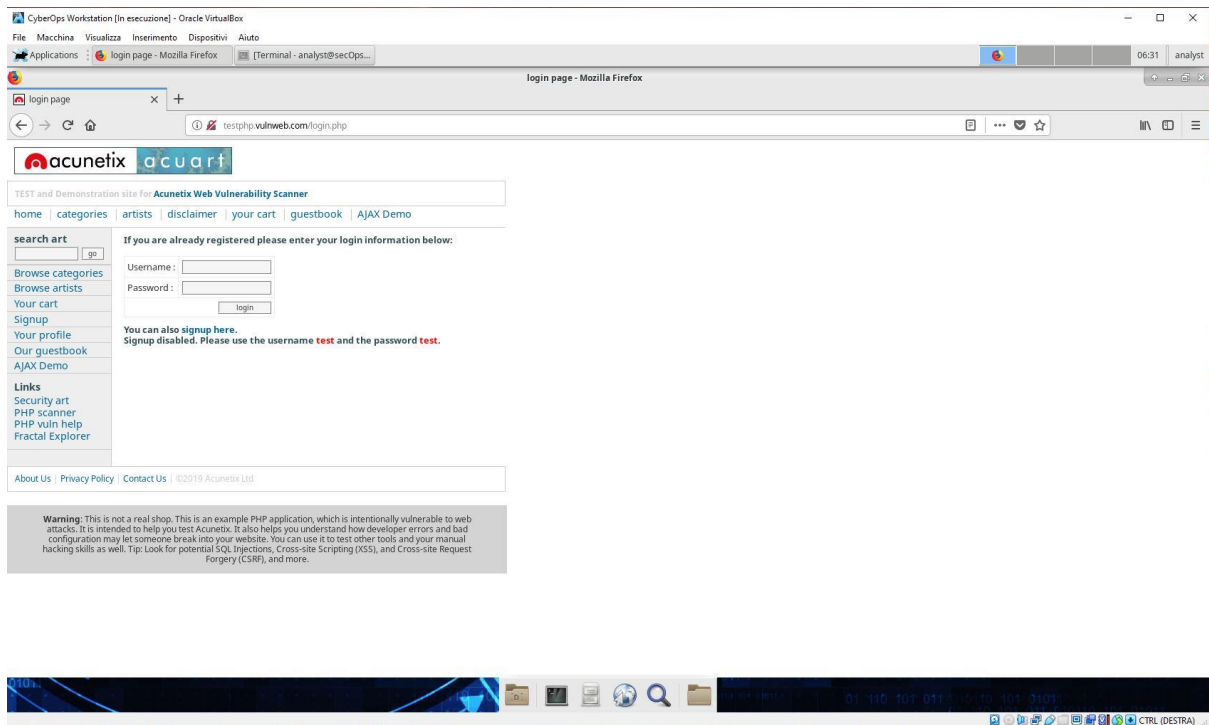 CyberOps Workstation [In esecuzione] - Oracle VirtualBox
File Macchina Visualizza Inserimento Dispositivi Aiuto
Applications login page - Mozilla Firefox [Terminal - analyst@secOps... 06:31 analyst
login page - Mozilla Firefox
login page
testphp.vulnweb.com/login.php
acunetix acuart
TEST and Demonstration site for Acunetix Web Vulnerability Scanner
home | categories | artists | disclaimer | your cart | guestbook | AJAX Demo
search art
go
Browse categories
Browse artists
Your cart
Signup
Your profile
Our guestbook
AJAX Demo
Links
Security art
PHP scanner
PHP vuln help
Fractal Explorer
If you are already registered please enter your login information below:
Username :
Password :
login
You can also signup here.
Signup disabled. Please use the username test and the password test.
About Us | Privacy Policy | Contact Us | ©2019 Acunetix Ltd
Warning: This is not a real shop. This is an example PHP application, which is intentionally vulnerable to web
attacks. It is intended to help you test Acunetix. It also helps you understand how developer errors and bad
configuration may let someone break into your website. You can use it to test other tools and your manual
hacking skills as well. Tip: Look for potential SQL Injections, Cross-site Scripting (XSS), and Cross-site Request
Forgery (CSRF), and more.
CTRL (DESTRA)